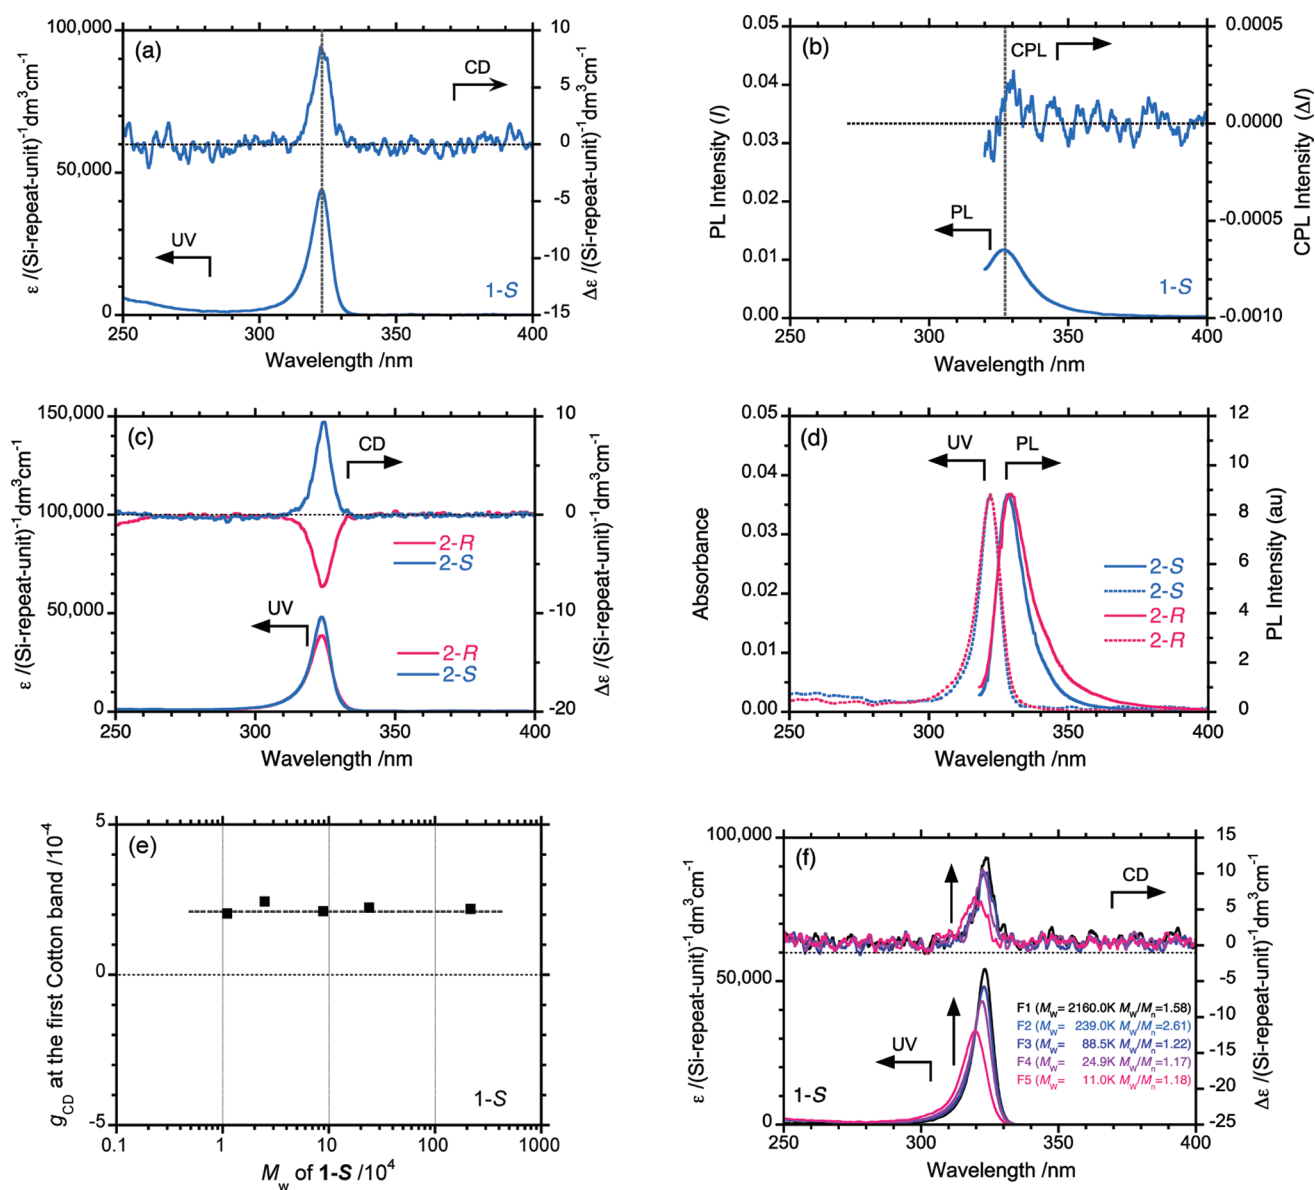 (a)
100,000
50,000
0
10
5
0
-5
-10
-15
CD
UV
1-S
250
300
350
400
Wavelength /nm
ε /(Si-repeat-unit)⁻¹dm³cm⁻¹
Δε /(Si-repeat-unit)⁻¹dm³cm⁻¹
(b)
0.05
0.04
0.03
0.02
0.01
0.00
0.0005
0.0000
-0.0005
-0.0010
CPL
PL
1-S
250
300
350
400
Wavelength /nm
PL Intensity (I)
CPL Intensity (ΔI)
(c)
150,000
100,000
50,000
0
10
0
-10
-20
CD
2-R
2-S
UV
2-R
2-S
250
300
350
400
Wavelength /nm
ε /(Si-repeat-unit)⁻¹dm³cm⁻¹
Δε /(Si-repeat-unit)⁻¹dm³cm⁻¹
(d)
0.05
0.04
0.03
0.02
0.01
0.00
12
10
8
6
4
2
0
UV
PL
2-S
2-S
2-R
2-R
250
300
350
400
Wavelength /nm
Absorbance
PL Intensity (au)
(e)
5
0
-5
1-S
0.1
1
10
100
1000
M_w of 1-S /10⁴
g_CD at the first Cotton band /10⁻⁴
(f)
100,000
50,000
0
15
10
5
0
-5
-10
-15
-20
-25
CD
UV
F1 (M_w= 2160.0K M_w/M_n=1.58)
F2 (M_w= 239.0K M_w/M_n=2.61)
F3 (M_w= 88.5K M_w/M_n=1.22)
F4 (M_w= 24.9K M_w/M_n=1.17)
F5 (M_w= 11.0K M_w/M_n=1.18)
1-S
250
300
350
400
Wavelength /nm
ε /(Si-repeat-unit)⁻¹dm³cm⁻¹
Δε /(Si-repeat-unit)⁻¹dm³cm⁻¹